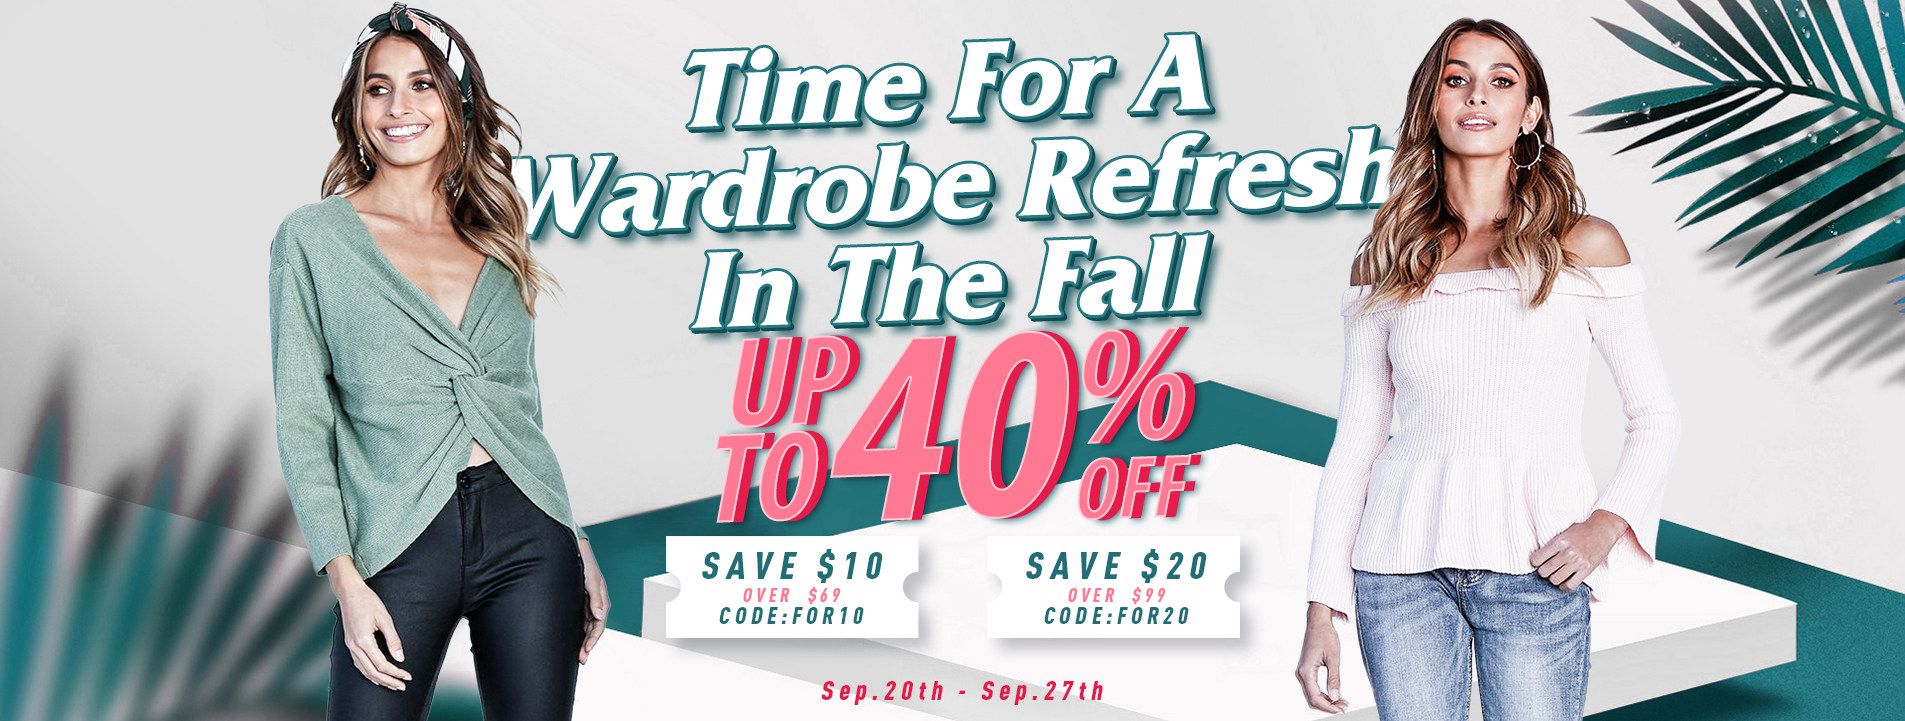 Time For A
Wardrobe Refresh
In The Fall
UP TO 40% OFF
SAVE $10
OVER $69
CODE:FOR10
SAVE $20
OVER $99
CODE:FOR20
Sep.20th - Sep.27th